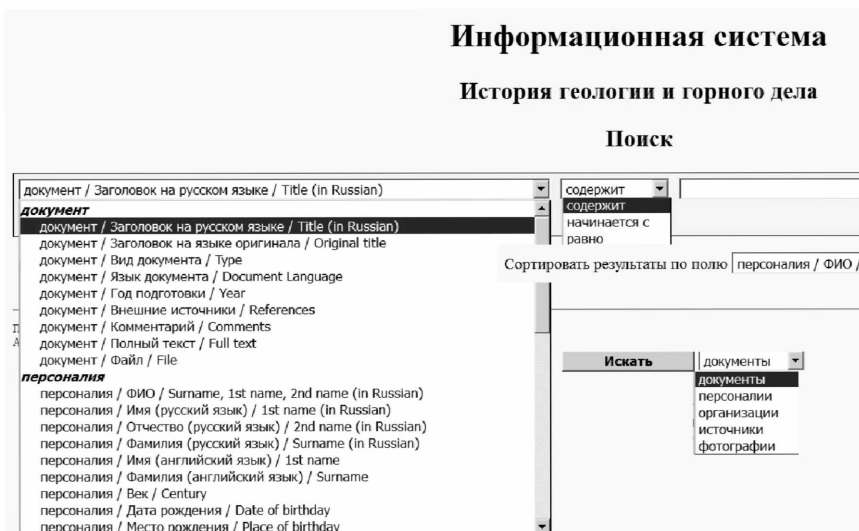 Информационная система
История геологии и горного дела
Поиск
документ / Заголовок на русском языке / Title (in Russian)
содержит
документ
документ / Заголовок на русском языке / Title (in Russian)
документ / Заголовок на языке оригинала / Original title
документ / Вид документа / Type
документ / Язык документа / Document Language
документ / Год подготовки / Year
документ / Внешние источники / References
документ / Комментарий / Comments
документ / Полный текст / Full text
документ / Файл / File
персоналия
персоналия / ФИО / Surname, 1st name, 2nd name (in Russian)
персоналия / Имя (русский язык) / 1st name (in Russian)
персоналия / Отчество (русский язык) / 2nd name (in Russian)
персоналия / Фамилия (русский язык) / Surname (in Russian)
персоналия / Имя (английский язык) / 1st name
персоналия / Фамилия (английский язык) / Surname
персоналия / Век / Century
персоналия / Дата рождения / Date of birthday
персоналия / Место рождения / Place of birthday
содержит
начинается с
равно
Сортировать результаты по полю персоналия / ФИО /
Искать
документы
документы
персоналии
организации
источники
фотографии